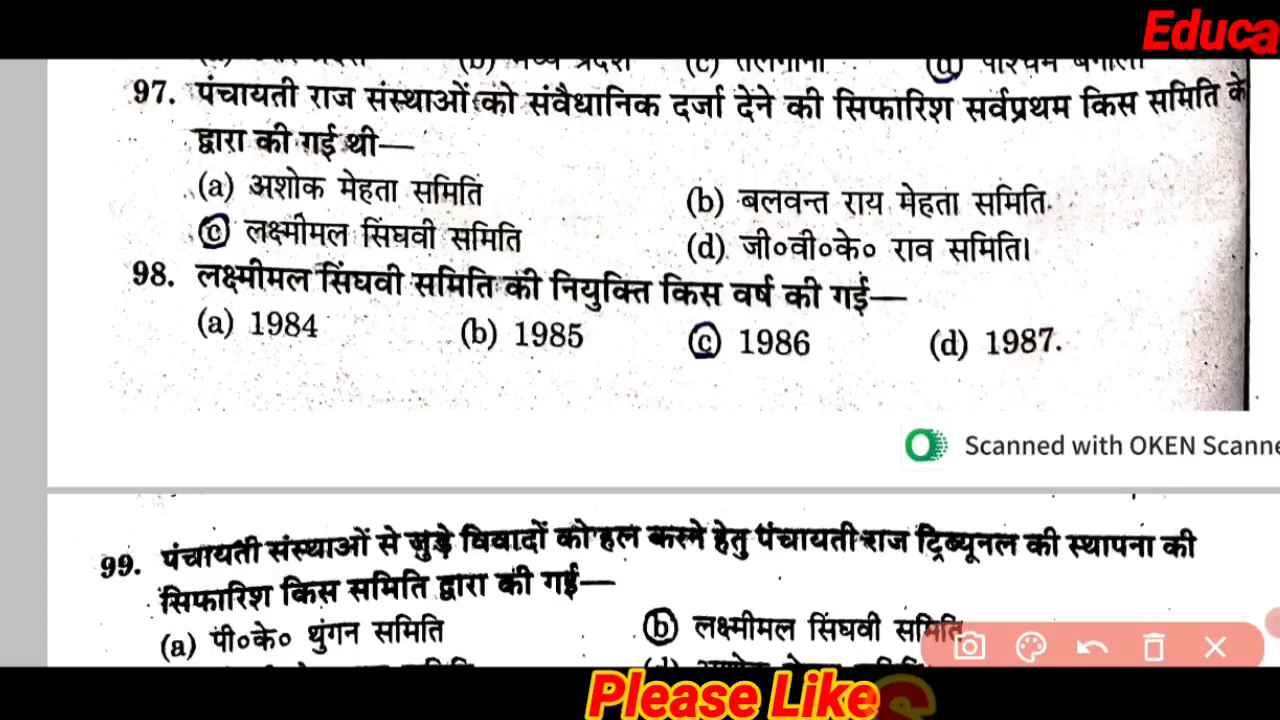 Educa
(b) मध्य प्रदेश (c) तेलंगाना (d) पश्चिम बंगाल।
97. पंचायती राज संस्थाओं को संवैधानिक दर्जा देने की सिफारिश सर्वप्रथम किस समिति के
द्वारा की गई थी—
(a) अशोक मेहता समिति (b) बलवन्त राय मेहता समिति
(c) लक्ष्मीमल सिंघवी समिति (d) जी०वी०के० राव समिति।
98. लक्ष्मीमल सिंघवी समिति की नियुक्ति किस वर्ष की गई—
(a) 1984 (b) 1985 (c) 1986 (d) 1987.
Scanned with OKEN Scanne
99. पंचायती संस्थाओं से जुड़े विवादों को हल करने हेतु पंचायती राज ट्रिब्यूनल की स्थापना की
सिफारिश किस समिति द्वारा की गई—
(a) पी०के० थुंगन समिति (b) लक्ष्मीमल सिंघवी समिति
Please Like S